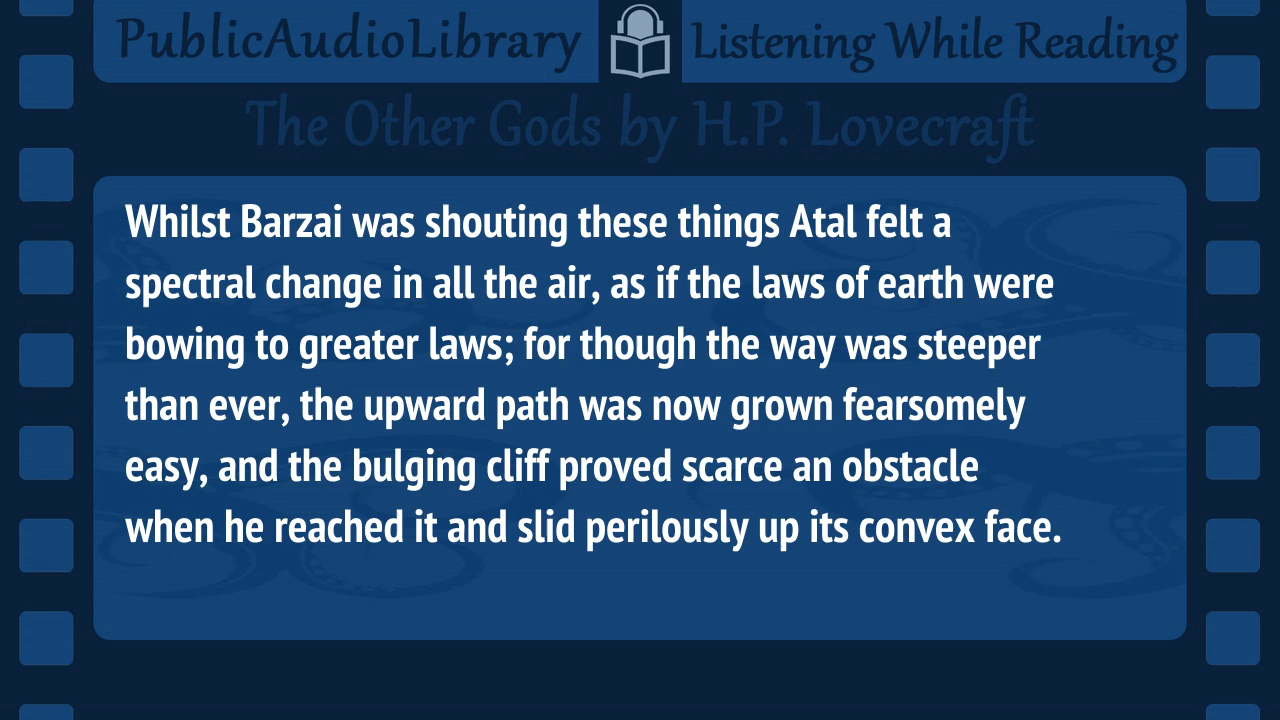 PublicAudioLibrary Listening While Reading
The Other Gods by H.P. Lovecraft
Whilst Barzai was shouting these things Atal felt a
spectral change in all the air, as if the laws of earth were
bowing to greater laws; for though the way was steeper
than ever, the upward path was now grown fearsomely
easy, and the bulging cliff proved scarce an obstacle
when he reached it and slid perilously up its convex face.